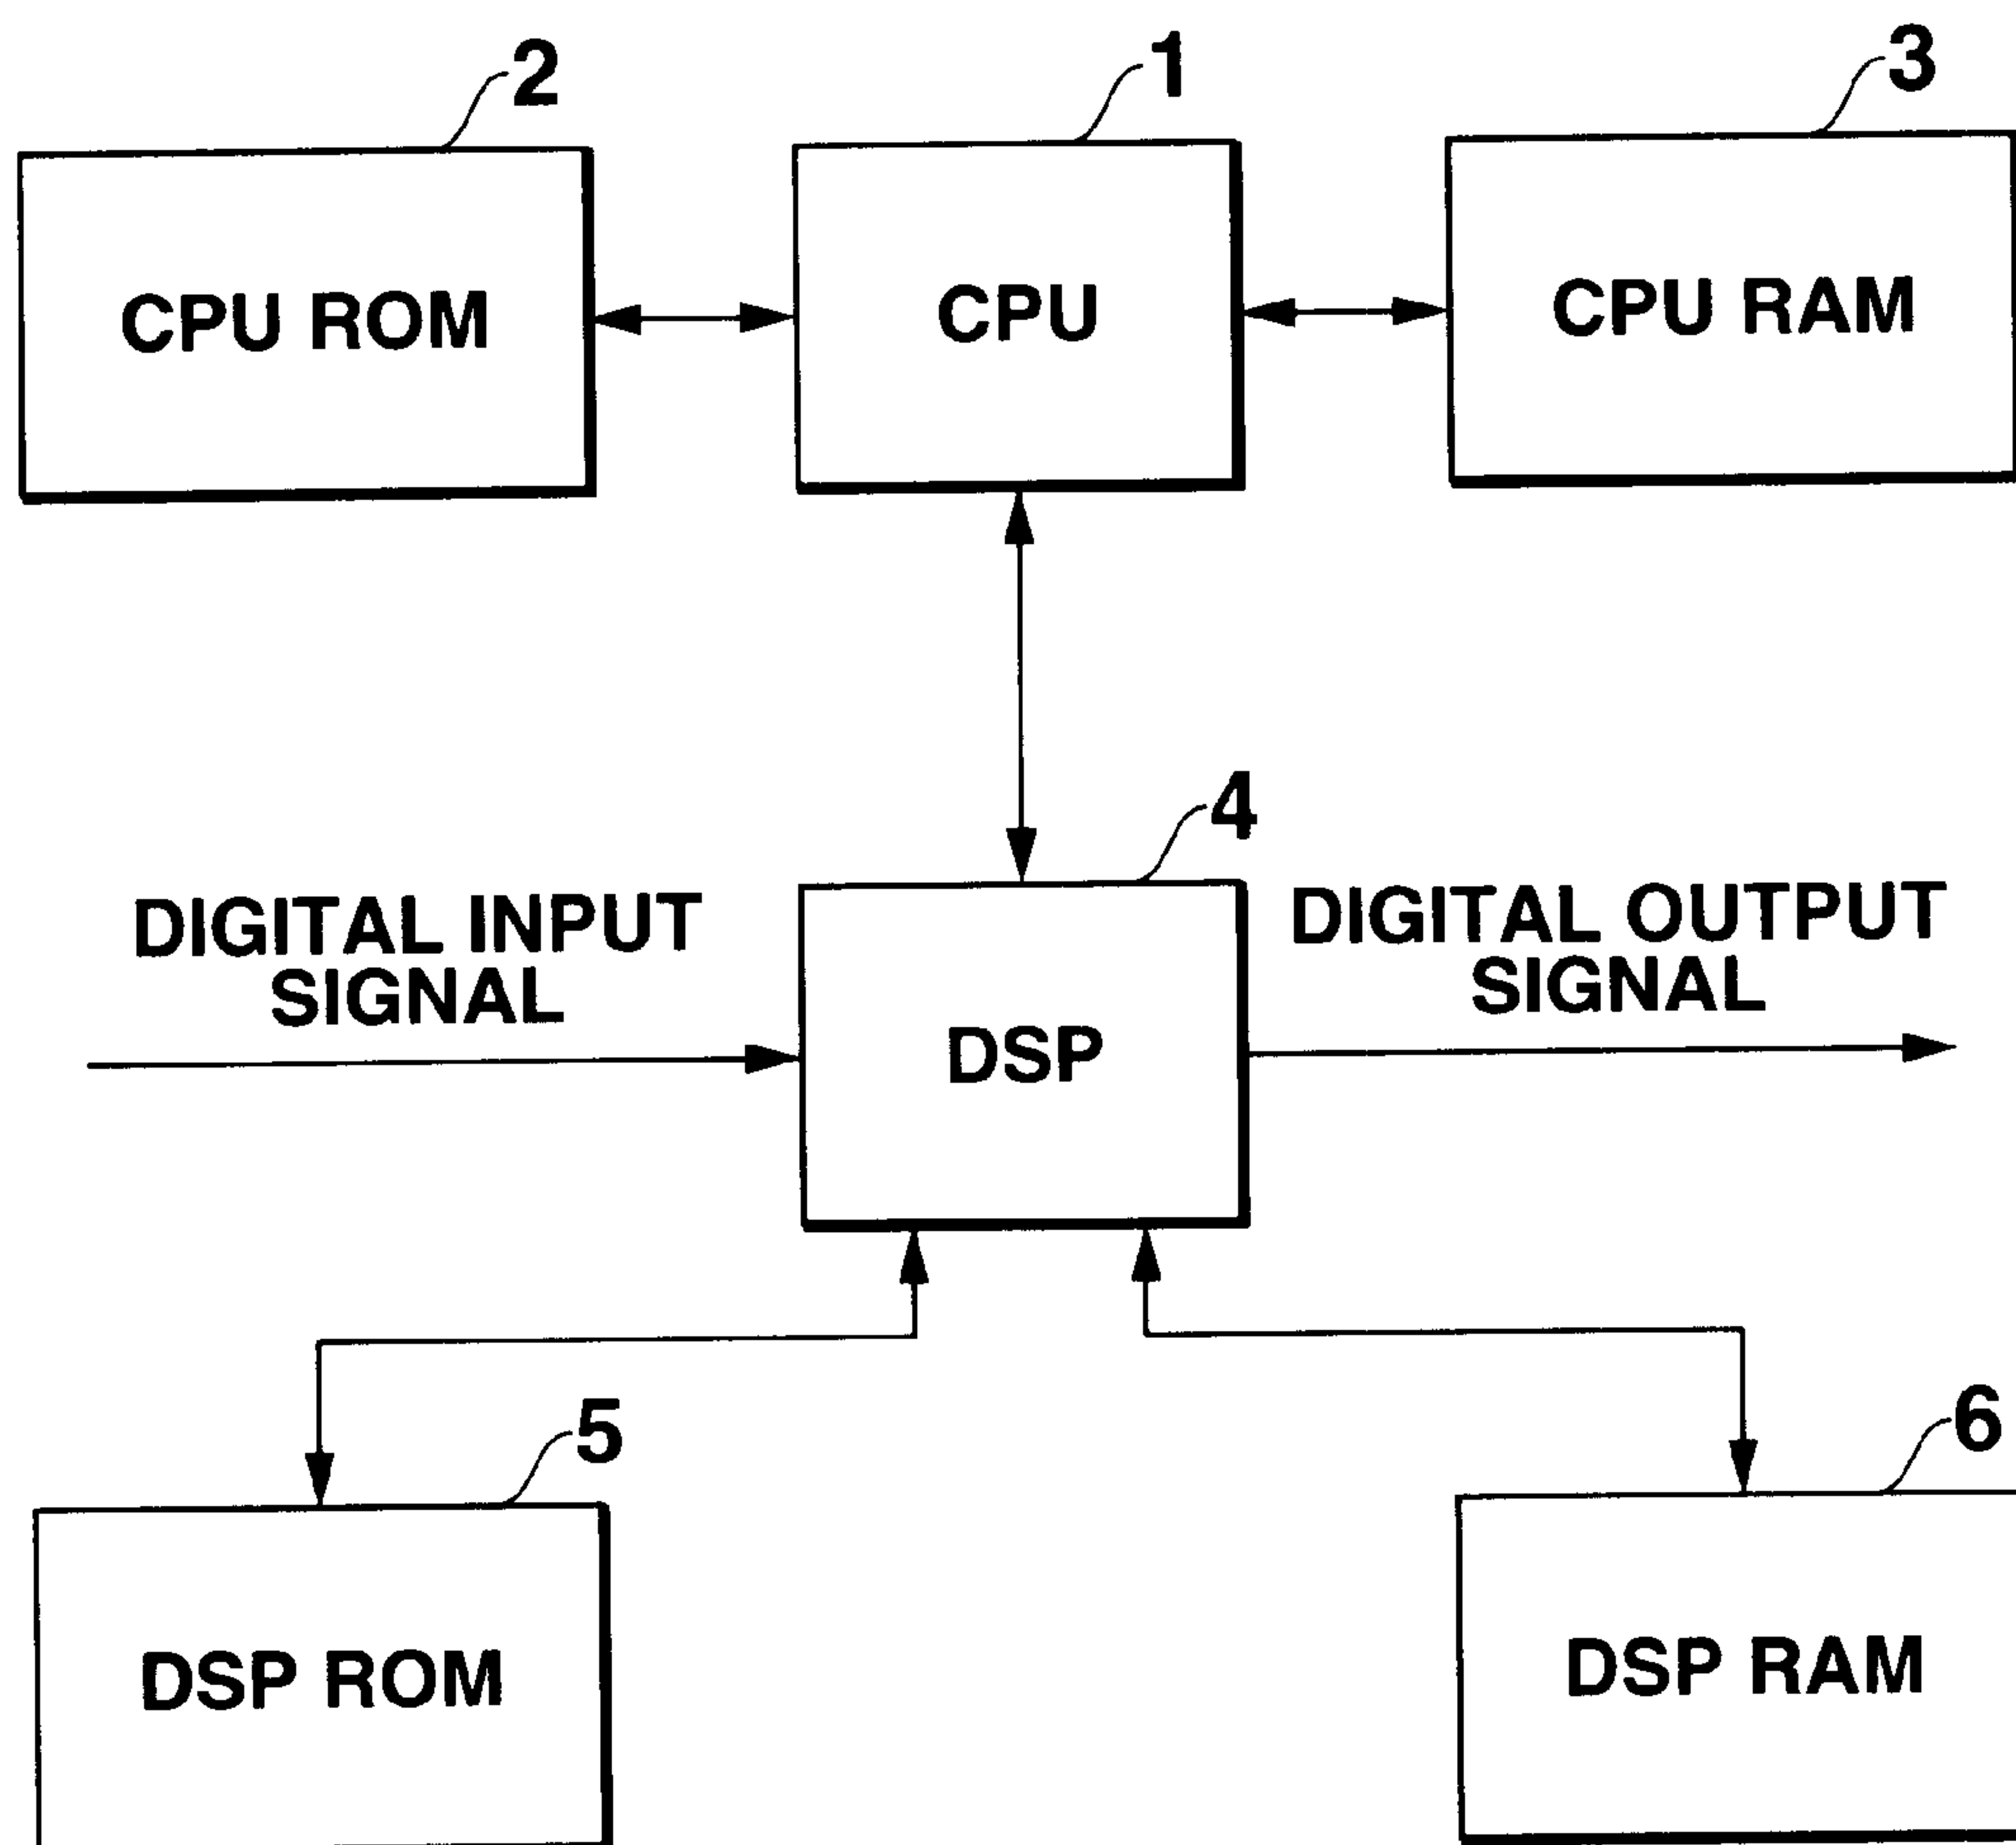 2
1
3
CPU ROM
CPU
CPU RAM
4
DIGITAL INPUT
SIGNAL
DIGITAL OUTPUT
SIGNAL
DSP
5
6
DSP ROM
DSP RAM